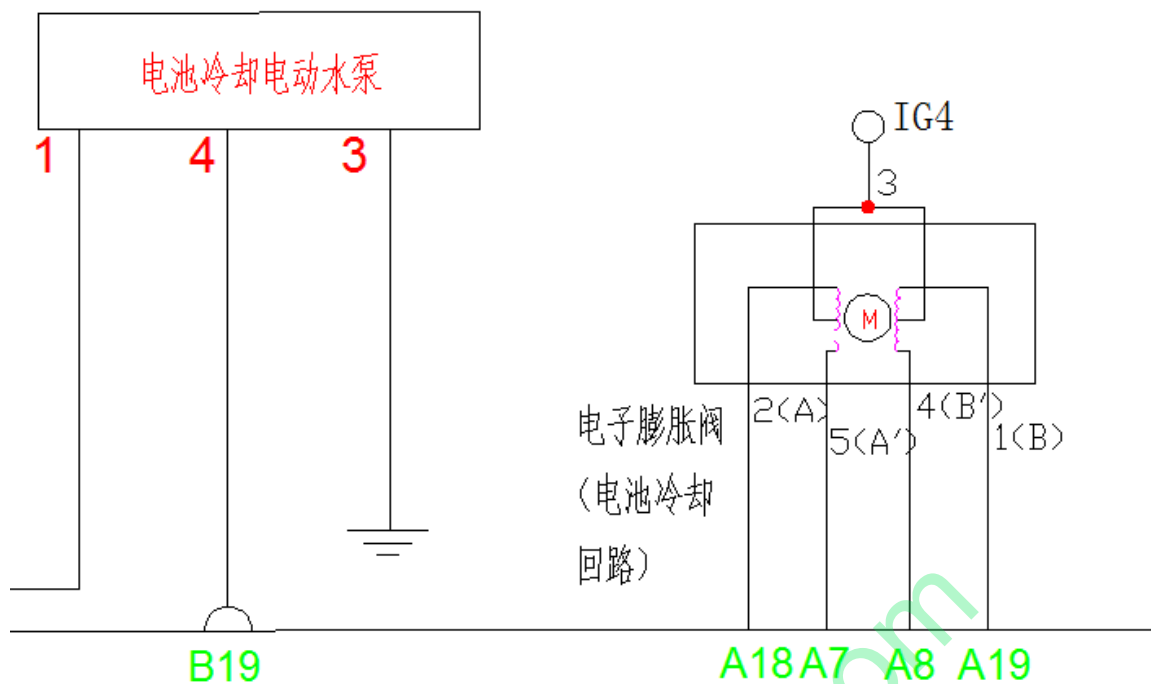 电池冷却电动水泵
1
4
3
IG4
3
M
2(A)
5(A')
4(B')
1(B)
电子膨胀阀
(电池冷却
回路)
B19
A18
A7
A8
A19
om